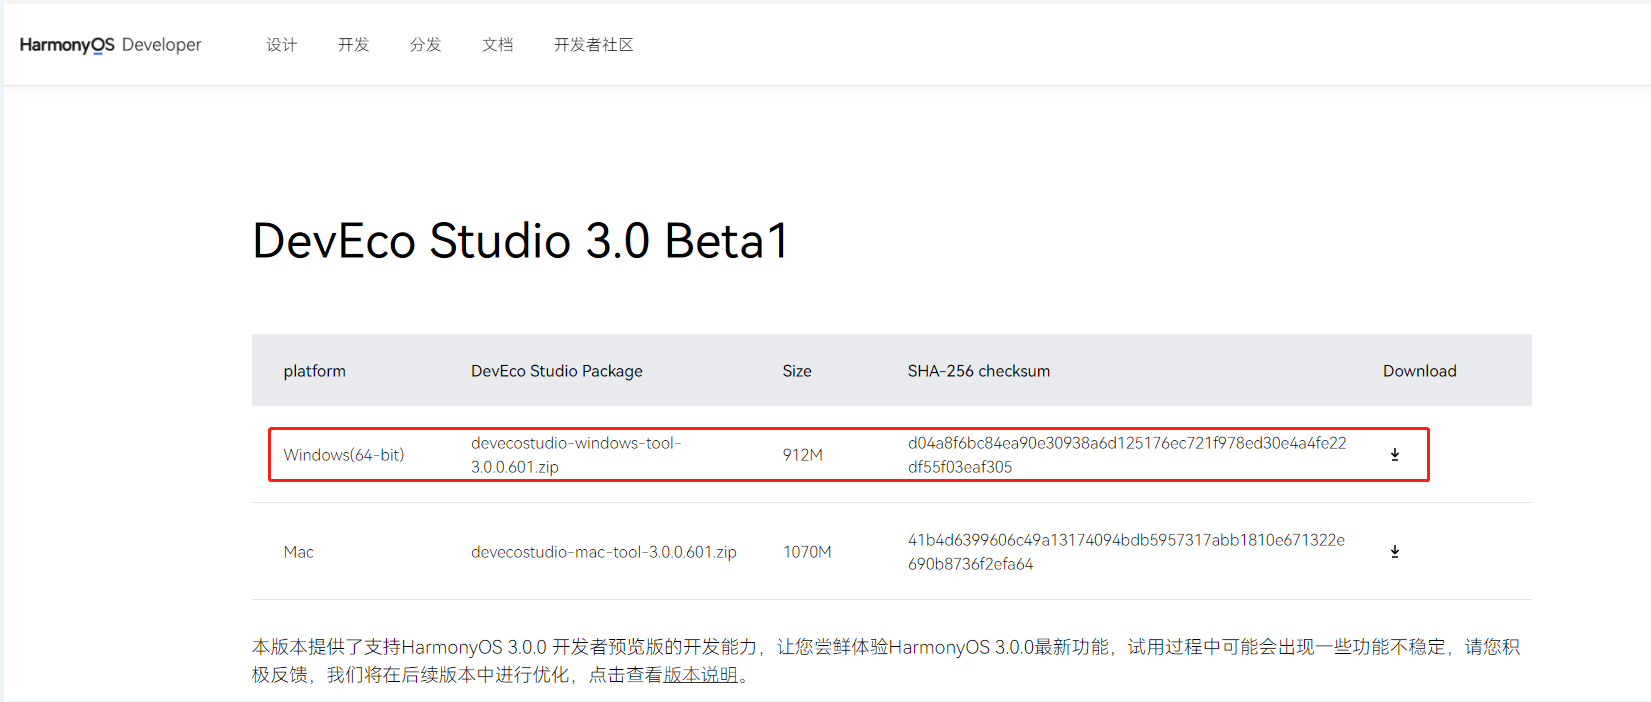 HarmonyOS Developer 设计 开发 分发 文档 开发者社区
DevEco Studio 3.0 Beta1
platform DevEco Studio Package Size SHA-256 checksum Download
Windows(64-bit) devecostudio-windows-tool-
3.0.0.601.zip 912M d04a8f6bc84ea90e30938a6d125176ec721f978ed30e4a4fe22
df55f03eaf305
Mac devecostudio-mac-tool-3.0.0.601.zip 1070M 41b4d6399606c49a13174094bdb5957317abb1810e671322e
690b8736f2efa64
本版本提供了支持HarmonyOS 3.0.0 开发者预览版的开发能力，让您尝鲜体验HarmonyOS 3.0.0最新功能，试用过程中可能会出现一些功能不稳定，请您积
极反馈，我们将在后续版本中进行优化，点击查看版本说明。